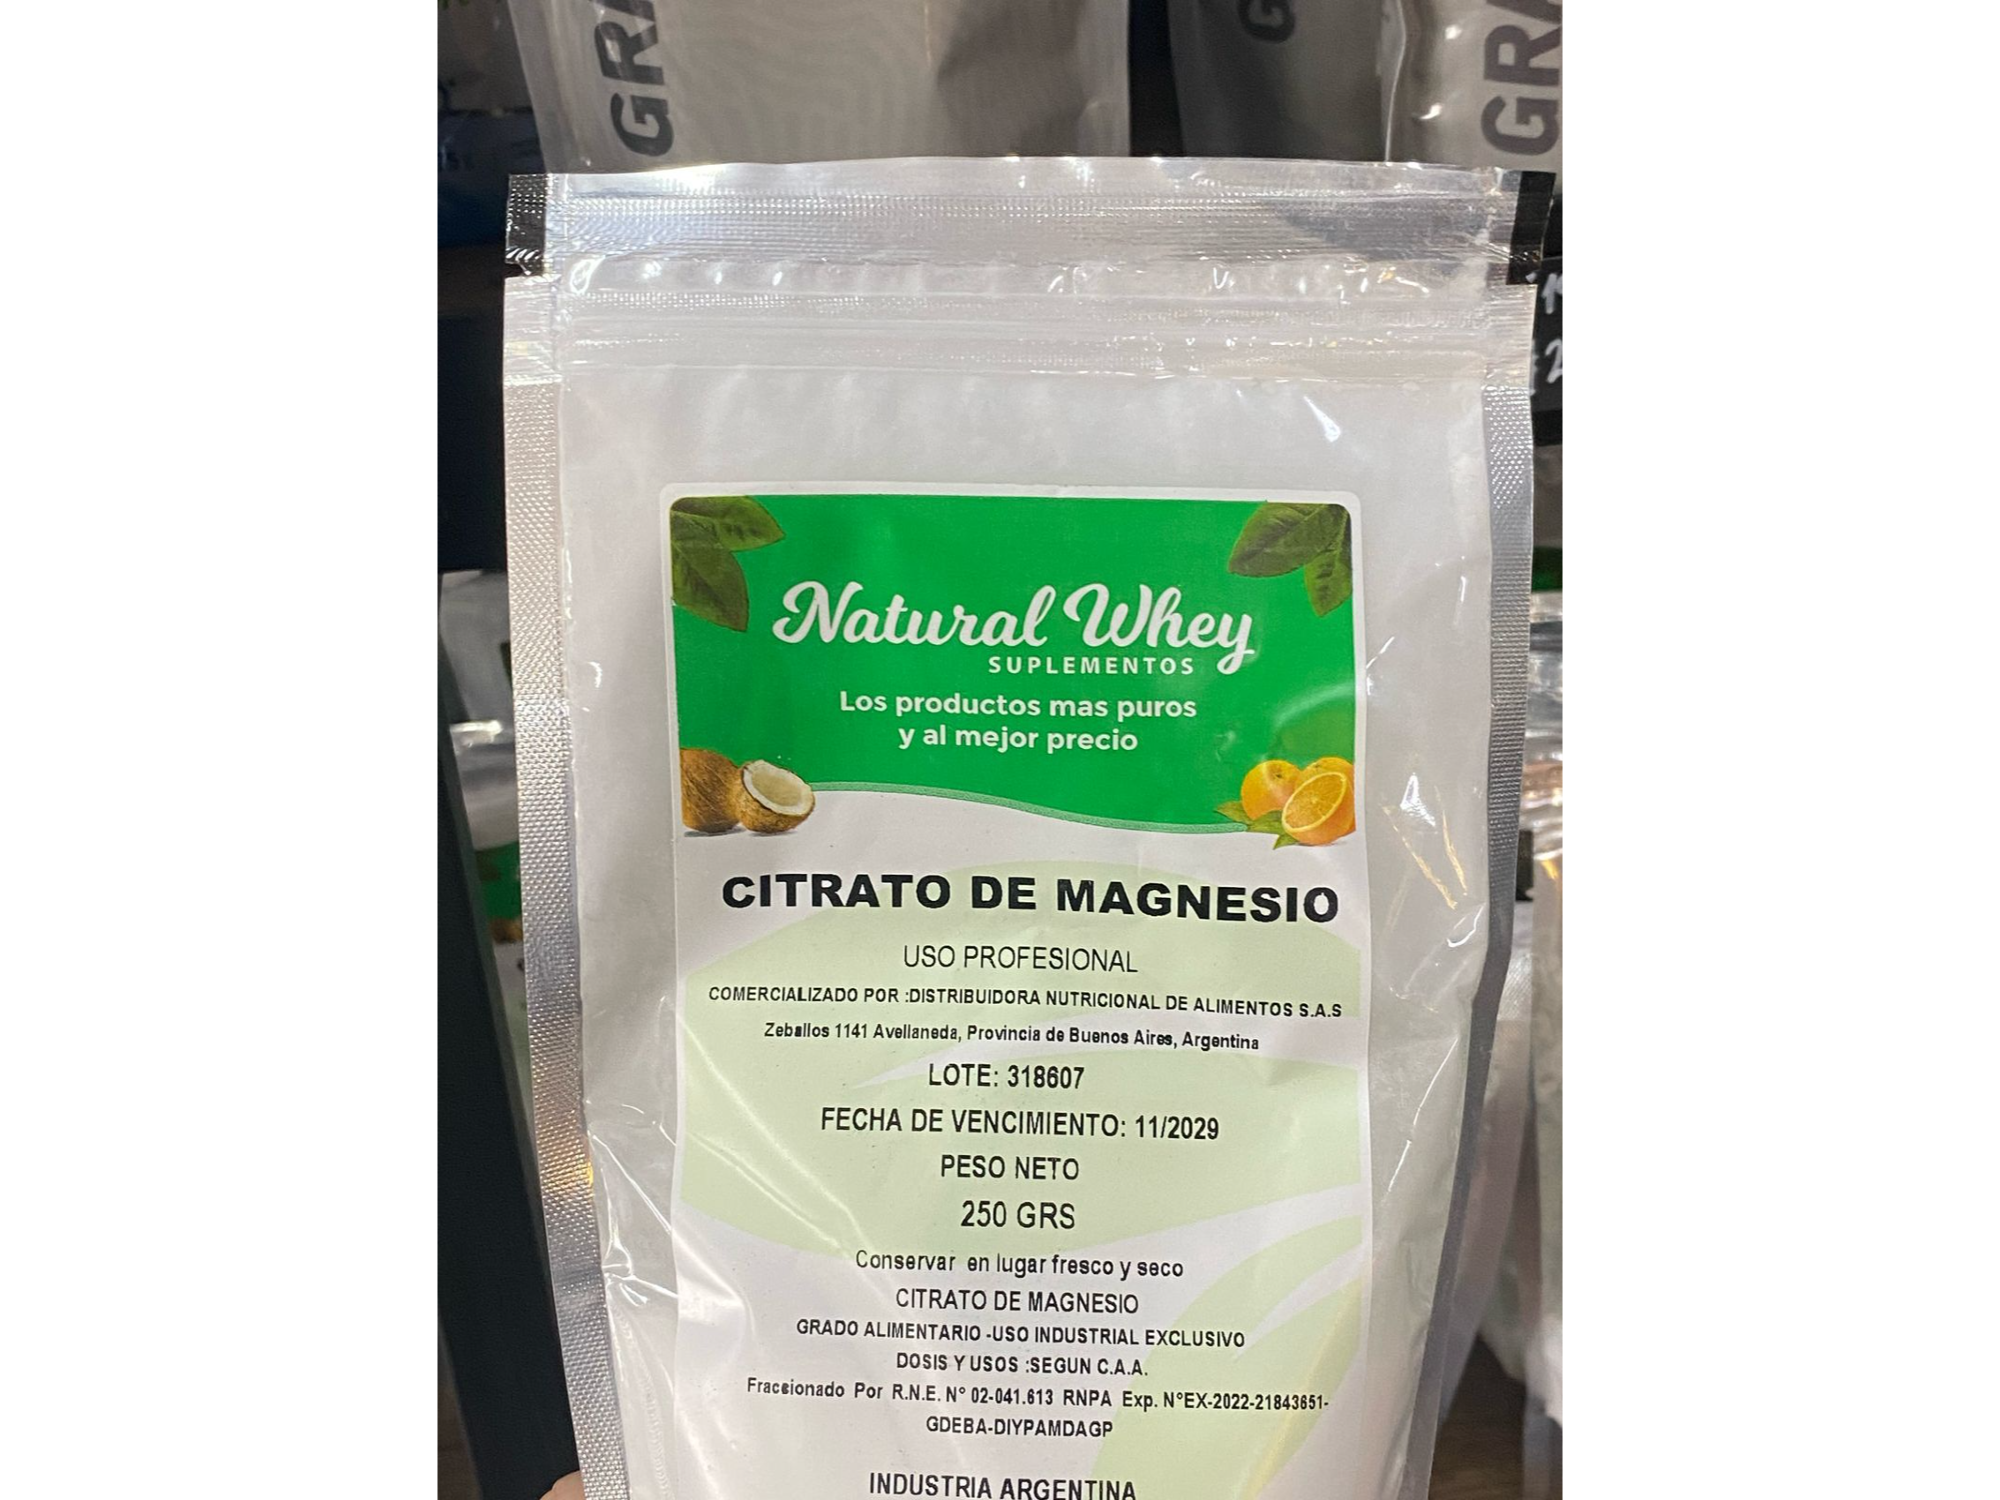 GRA
G
GRA
Natural Whey
SUPLEMENTOS
Los productos mas puros
y al mejor precio
CITRATO DE MAGNESIO
USO PROFESIONAL
COMERCIALIZADO POR :DISTRIBUIDORA NUTRICIONAL DE ALIMENTOS S.A.S
Zeballos 1141 Avellaneda, Provincia de Buenos Aires, Argentina
LOTE: 318607
FECHA DE VENCIMIENTO: 11/2029
PESO NETO
250 GRS
Conservar en lugar fresco y seco
CITRATO DE MAGNESIO
GRADO ALIMENTARIO -USO INDUSTRIAL EXCLUSIVO
DOSIS Y USOS :SEGUN C.A.A.
Fraccionado Por R.N.E. N° 02-041.613 RNPA Exp. N°EX-2022-21843651-
GDEBA-DIYPAMDAGP
INDUSTRIA ARGENTINA